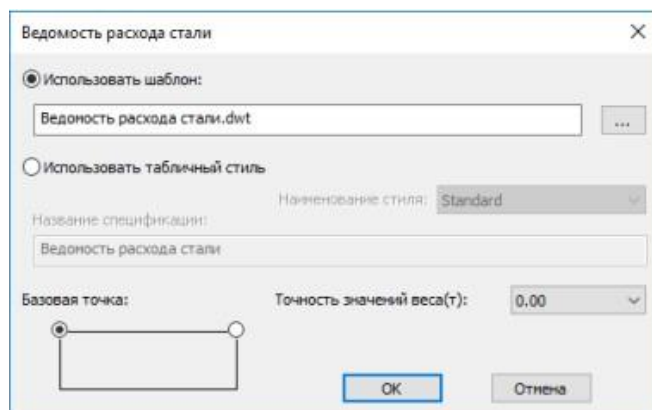 Ведомость расхода стали
Использовать шаблон:
Ведомость расхода стали.dwt
...
Использовать табличный стиль
Наименование стиля: Standard
Название спецификации:
Ведомость расхода стали
Базовая точка: Точность значений веса(т): 0.00
OK Отмена